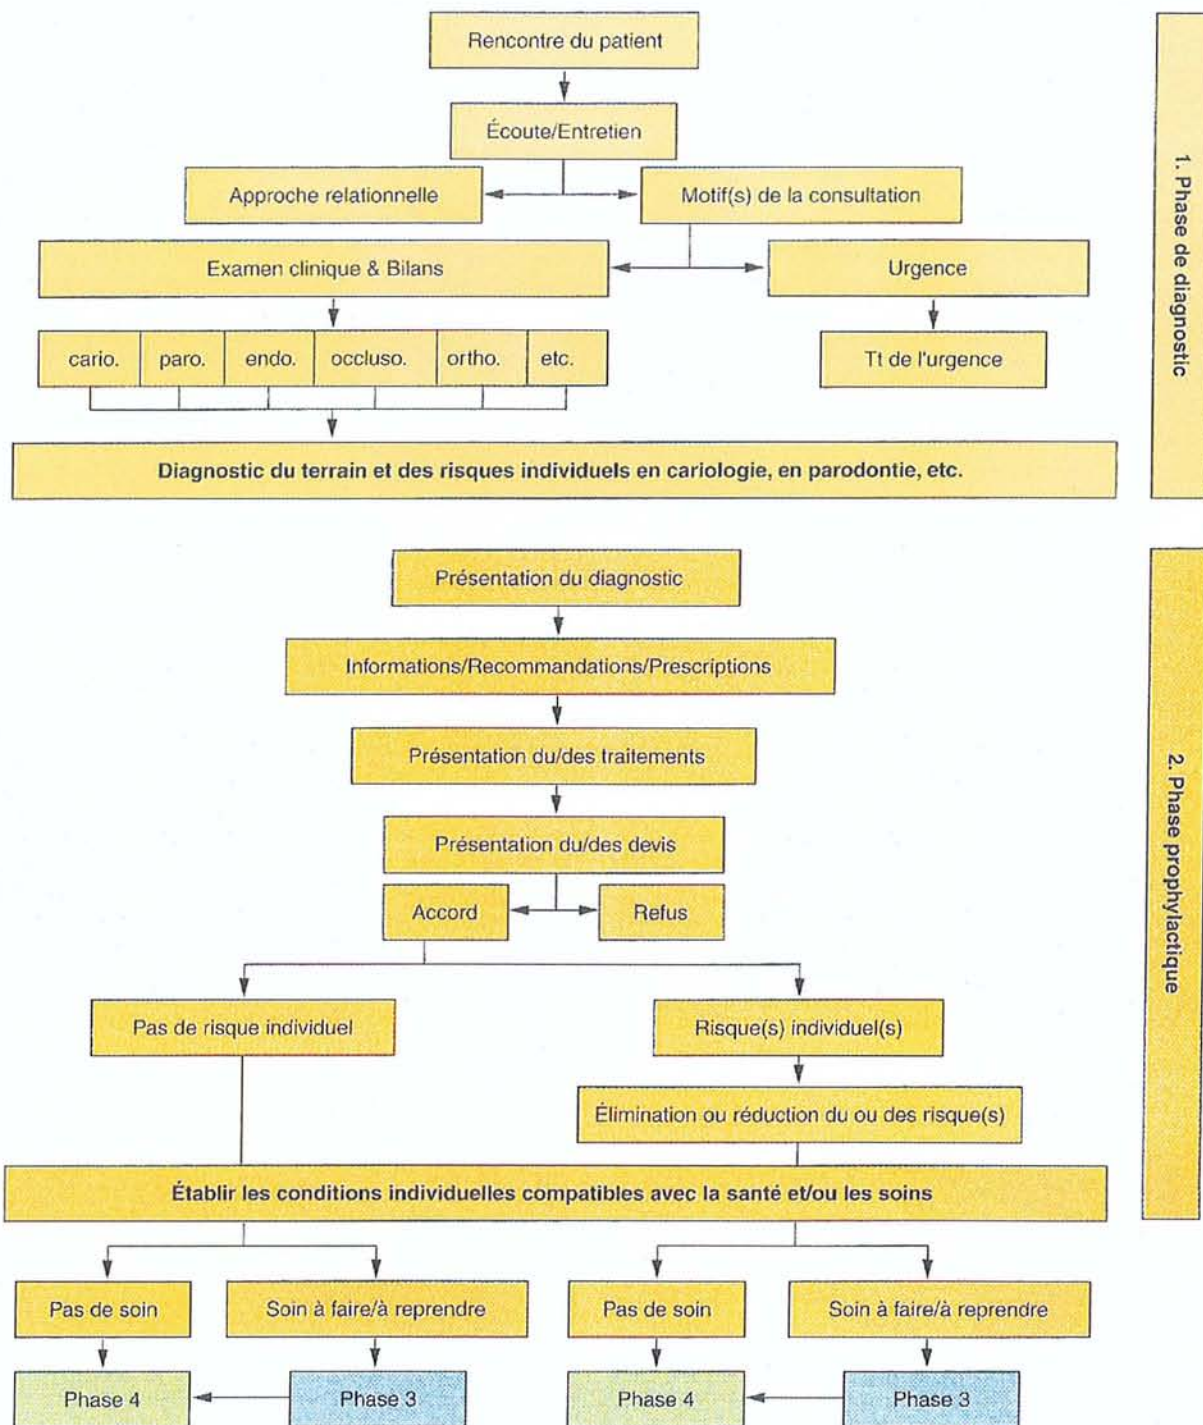 Rencontre du patient
Écoute/Entretien
Approche relationnelle
Motif(s) de la consultation
Examen clinique & Bilans
Urgence
cario.
paro.
endo.
occluso.
ortho.
etc.
Tt de l'urgence
Diagnostic du terrain et des risques individuels en cariologie, en parodontie, etc.
1. Phase de diagnostic
Présentation du diagnostic
Informations/Recommandations/Prescriptions
Présentation du/des traitements
Présentation du/des devis
Accord
Refus
Pas de risque individuel
Risque(s) individuel(s)
Élimination ou réduction du ou des risque(s)
Établir les conditions individuelles compatibles avec la santé et/ou les soins
2. Phase prophylactique
Pas de soin
Soin à faire/à reprendre
Pas de soin
Soin à faire/à reprendre
Phase 4
Phase 3
Phase 4
Phase 3